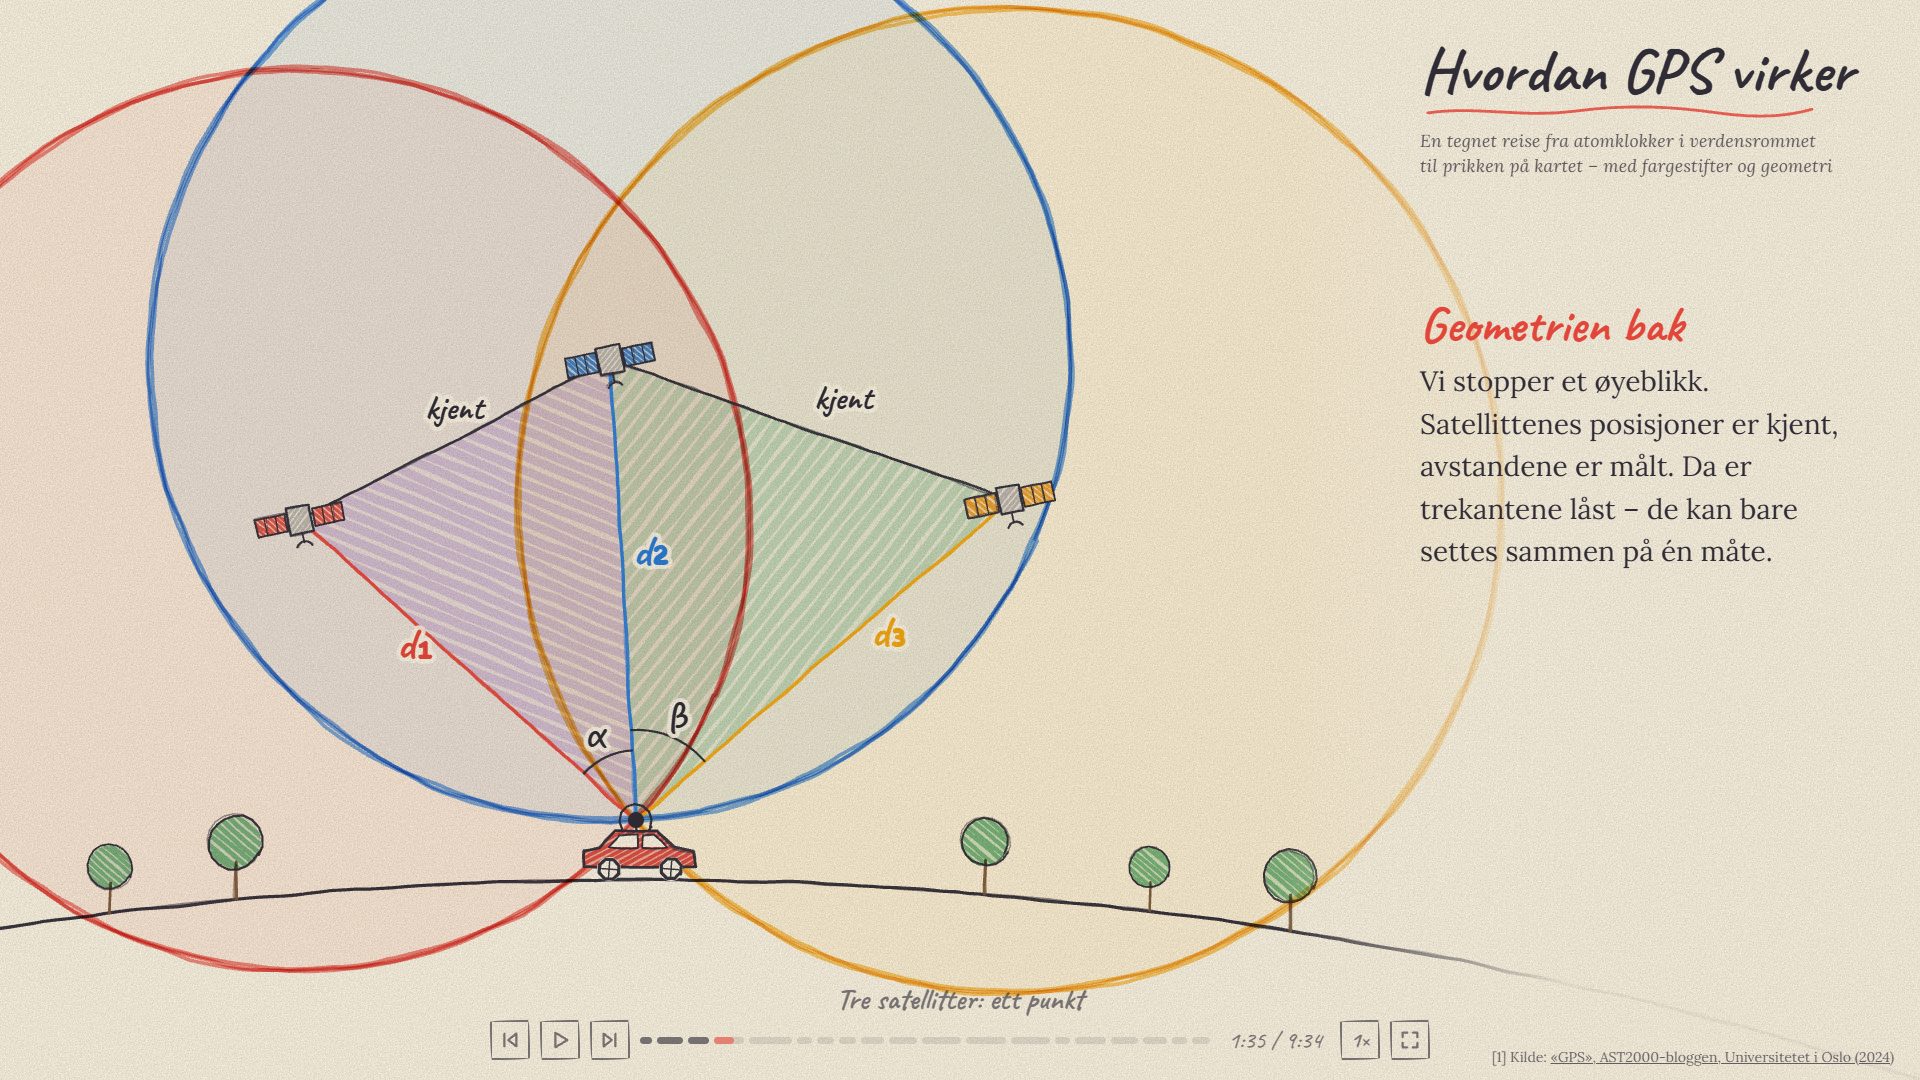 Hvordan GPS virker
En tegnet reise fra atomklokker i verdensrommet
til prikken på kartet – med fargestifter og geometri
Geometrien bak
Vi stopper et øyeblikk.
Satellittenes posisjoner er kjent,
avstandene er målt. Da er
trekantene låst – de kan bare
settes sammen på én måte.
kjent
kjent
d2
d1
d3
β
α
Tre satellitter: ett punkt
1:35 / 9:34
1×
[1] Kilde: «GPS», AST2000-bloggen, Universitetet i Oslo (2024)